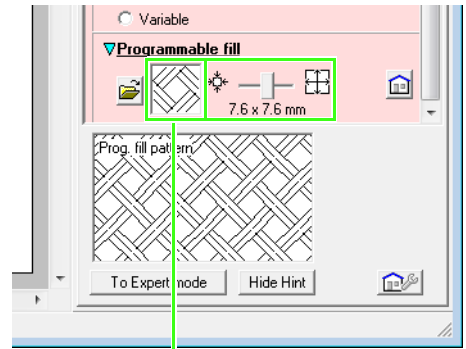 Variable
Programmable fill
7.6 x 7.6 mm
Prog. fill pattern
To Expert mode
Hide Hint